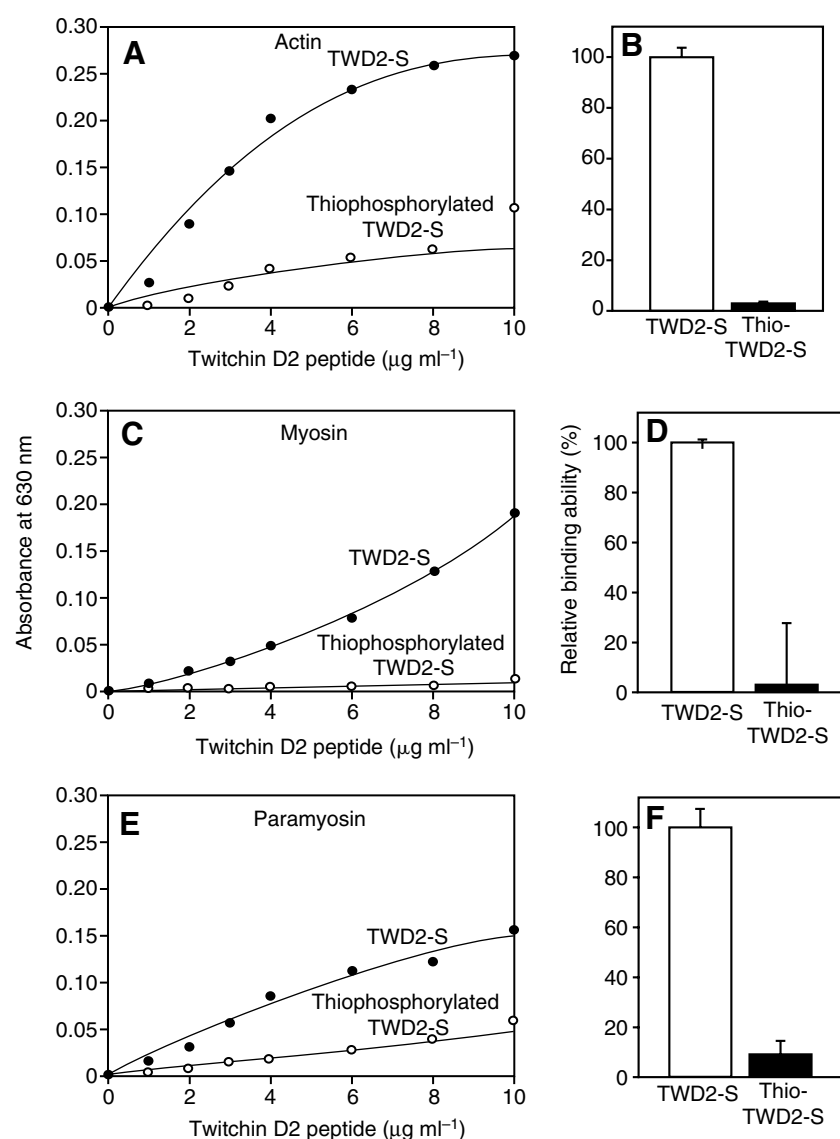 A
Actin
TWD2-S
Thiophosphorylated
TWD2-S
0.30
0.25
0.20
0.15
0.10
0.05
0
0
2
4
6
8
10
Twitchin D2 peptide (μg ml⁻¹)
B
100
80
60
40
20
0
TWD2-S
Thio-
TWD2-S
Absorbance at 630 nm
C
Myosin
TWD2-S
Thiophosphorylated
TWD2-S
0.30
0.25
0.20
0.15
0.10
0.05
0
0
2
4
6
8
10
Twitchin D2 peptide (μg ml⁻¹)
Relative binding ability (%)
D
100
80
60
40
20
0
TWD2-S
Thio-
TWD2-S
E
Paramyosin
TWD2-S
Thiophosphorylated
TWD2-S
0.30
0.25
0.20
0.15
0.10
0.05
0
0
2
4
6
8
10
Twitchin D2 peptide (μg ml⁻¹)
F
100
80
60
40
20
0
TWD2-S
Thio-
TWD2-S